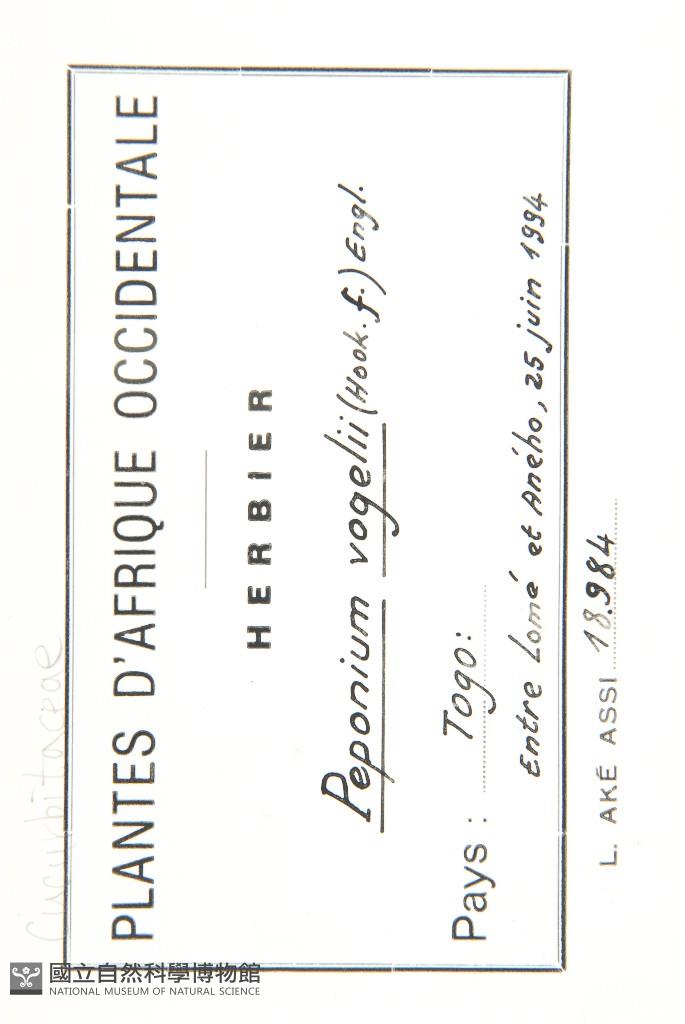 Cucurbitaceae
PLANTES D'AFRIQUE OCCIDENTALE
HERBIER
Peponium vogelii (Hook. f.) Engl.
Pays : Togo:
Entre Lomé et Aného, 25 juin 1994
L. AKÉ ASSI 18.984
國立自然科學博物館
NATIONAL MUSEUM OF NATURAL SCIENCE